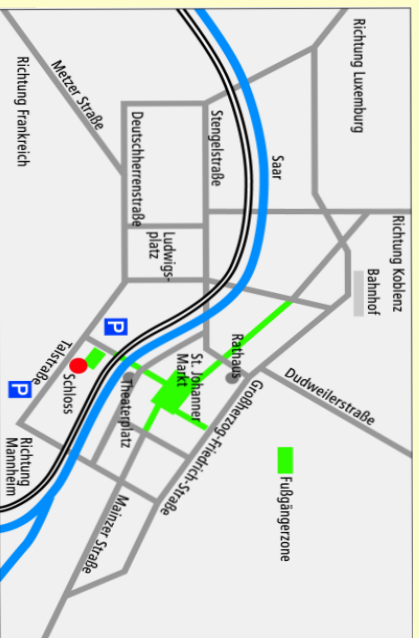 Richtung Luxemburg
Richtung Koblenz
Bahnhof
Saar
Stengelstraße
Deutschherrenstraße
Metzer Straße
Richtung Frankreich
Ludwigs-
platz
Rathaus
St. Johanner
Markt
Dudweilerstraße
Großherzog-Friedrich-Straße
Fußgängerzone
P
Talstraße
Schloss
Theaterplatz
P
Richtung
Mannheim
Mainzer Straße